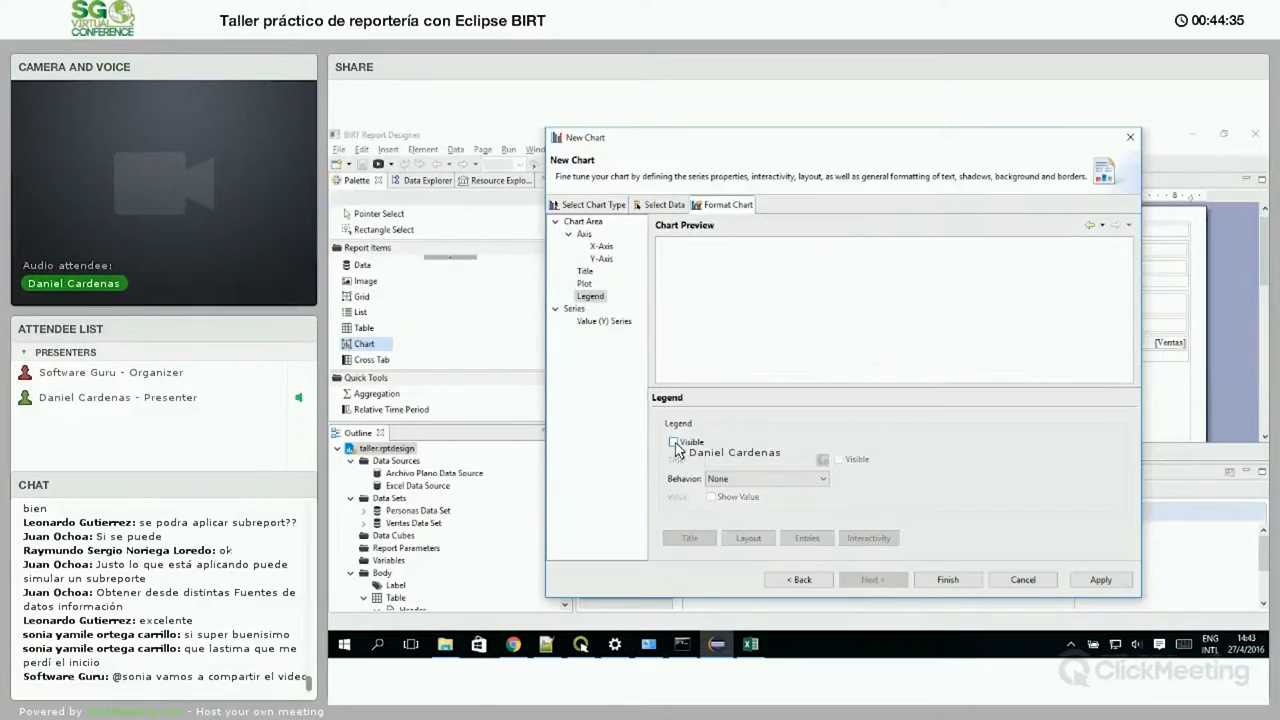 SG
VIRTUAL
CONFERENCE
Taller práctico de reportería con Eclipse BIRT
00:44:35
CAMERA AND VOICE
Audio attendee:
Daniel Cardenas
ATTENDEE LIST
PRESENTERS
Software Guru - Organizer
Daniel Cardenas - Presenter
CHAT
bien
Leonardo Gutierrez: se podra aplicar subreport??
Juan Ochoa: Si se puede
Raymundo Sergio Noriega Loredo: ok
Juan Ochoa: Justo lo que está aplicando puede
simular un subreporte
Juan Ochoa: Obtener desde distintas Fuentes de
datos información
Leonardo Gutierrez: excelente
sonia yamile ortega carrillo: si super buenisimo
sonia yamile ortega carrillo: que lastima que me
perdí el iniciio
Software Guru: @sonia vamos a compartir el video
Powered by ClickMeeting.com - Host your own meeting
SHARE
BIRT Report Designer
File Edit Insert Element Data Page Run Wind
Palette Data Explorer Resource Explo...
Pointer Select
Rectangle Select
Report Items
Data
Image
Grid
List
Table
Chart
Cross Tab
Quick Tools
Aggregation
Relative Time Period
Outline
taller.rptdesign
Data Sources
Archivo Plano Data Source
Excel Data Source
Data Sets
Personas Data Set
Ventas Data Set
Data Cubes
Report Parameters
Variables
Body
Label
Table
Header
New Chart
New Chart
Fine tune your chart by defining the series properties, interactivity, layout, as well as general formatting of text, shadows, background and borders.
Select Chart Type Select Data Format Chart
Chart Area
Axis
X-Axis
Y-Axis
Title
Plot
Legend
Series
Value (Y) Series
Chart Preview
Legend
Legend
Visible
Daniel Cardenas
Visible
Behavior: None
Value: Show Value
Title Layout Entries Interactivity
< Back Next > Finish Cancel Apply
8
[Ventas]
ENG
INTL
14:43
27/4/2016
ClickMeeting